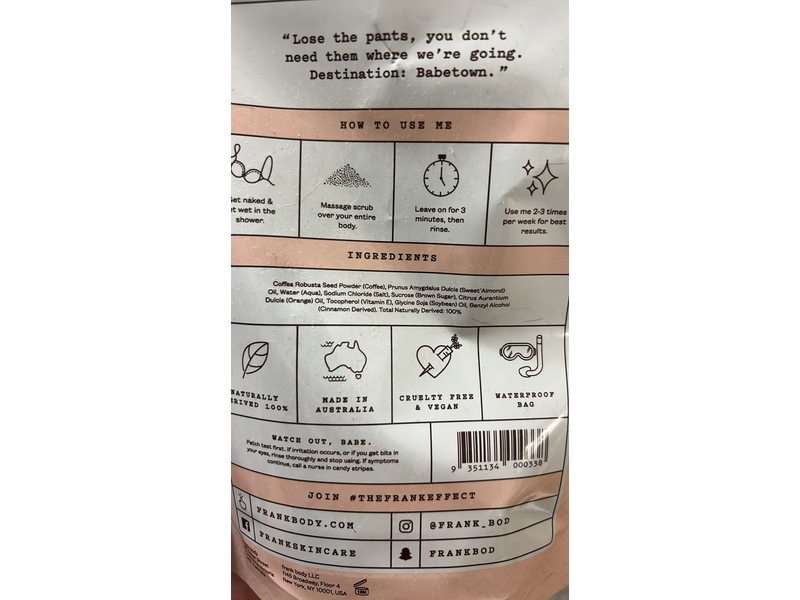 “Lose the pants, you don’t
need them where we’re going.
Destination: Babetown.”
HOW TO USE ME
Get naked &
et wet in the
shower.
Massage scrub
over your entire
body.
Leave on for 3
minutes, then
rinse.
Use me 2-3 times
per week for best
results.
INGREDIENTS
Coffea Robusta Seed Powder (Coffee), Prunus Amygdalus Dulcis (Sweet Almond)
Oil, Water (Aqua), Sodium Chloride (Salt), Sucrose (Brown Sugar), Citrus Aurantium
Dulcis (Orange) Oil, Tocopherol (Vitamin E), Glycine Soja (Soybean) Oil, Benzyl Alcohol
(Cinnamon Derived). Total Naturally Derived: 100%
NATURALLY
ERIVED 100%
MADE IN
AUSTRALIA
CRUELTY FREE
& VEGAN
WATERPROOF
BAG
WATCH OUT, BABE.
Patch test first. If irritation occurs, or if you get bits in
your eyes, rinse thoroughly and stop using. If symptoms
continue, call a nurse in candy stripes.
9 351134 000338
JOIN #THEFRANKEFFECT
FRANKBODY.COM
@FRANK_BOD
FRANKSKINCARE
FRANKBOD
body
Street
frank body LLC
1145 Broadway, Floor 4
New York, NY 10001, USA
12M